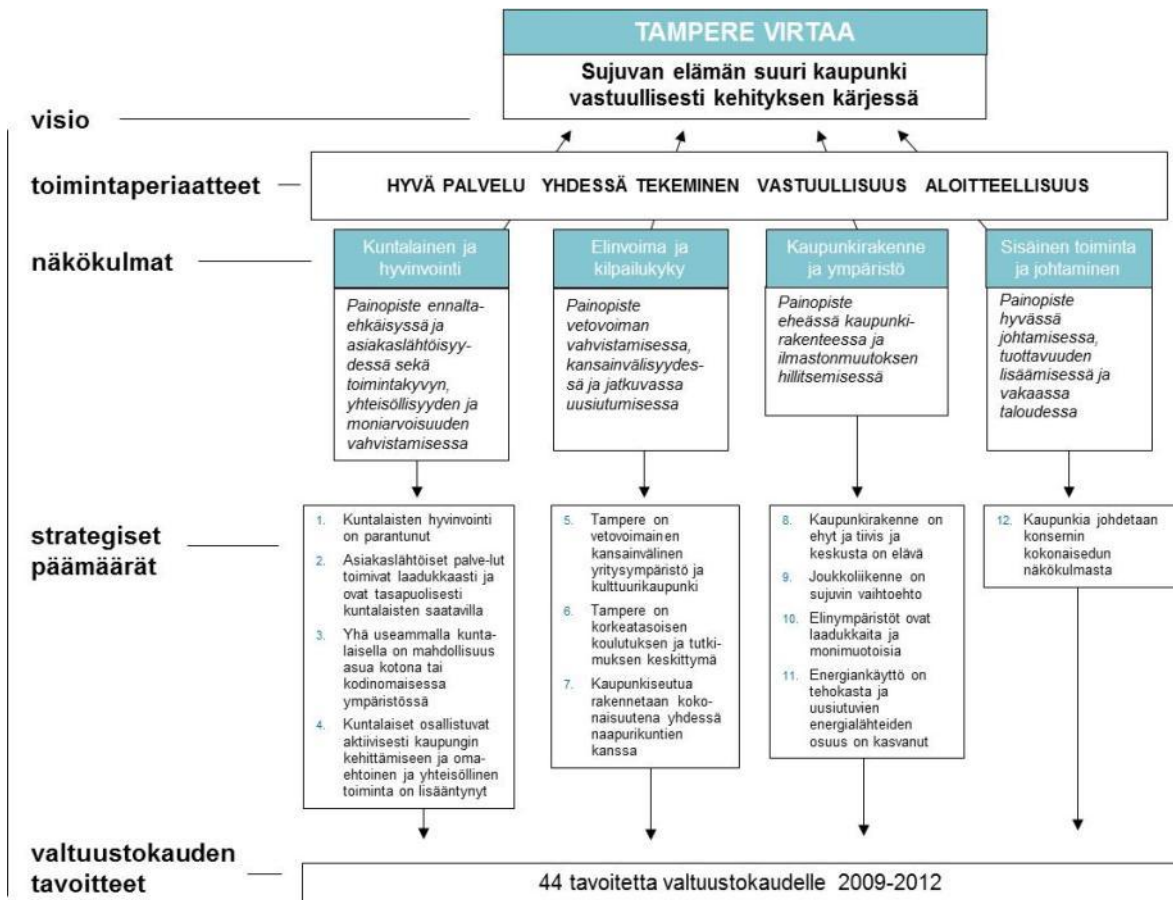 TAMPERE VIRTAA
Sujuvan elämän suuri kaupunki
vastuullisesti kehityksen kärjessä
visio
toimintaperiaatteet
HYVÄ PALVELU YHDESSÄ TEKEMINEN VASTUULLISUUS ALOITTEELLISUUS
näkökulmat
Kuntalainen ja
hyvinvointi
Painopiste ennalta-
ehkäisyssä ja
asiakaslähtöisyy-
dessä sekä
toimintakyvyn,
yhteisöllisyyden ja
moniarvoisuuden
vahvistamisessa
Elinvoima ja
kilpailukyky
Painopiste
vetovoiman
vahvistamisessa,
kansainvälisyydes-
sä ja jatkuvassa
uusiutumisessa
Kaupunkirakenne
ja ympäristö
Painopiste
eheässä kaupunki-
rakenteessa ja
ilmastonmuutoksen
hillitsemisessä
Sisäinen toiminta
ja johtaminen
Painopiste
hyvässä
johtamisessa,
tuottavuuden
lisäämisessä ja
vakaassa
taloudessa
strategiset
päämäärät
1. Kuntalaisten hyvinvointi
on parantunut
2. Asiakaslähtöiset palve-lut
toimivat laadukkaasti ja
ovat tasapuolisesti
kuntalaisten saatavilla
3. Yhä useammalla kunta-
laisella on mahdollisuus
asua kotona tai
kodinomaisessa
ympäristössä
4. Kuntalaiset osallistuvat
aktiivisesti kaupungin
kehittämiseen ja oma-
ehtoinen ja yhteisöllinen
toiminta on lisääntynyt
5. Tampere on
vetovoimainen
kansainvälinen
yritysympäristö ja
kulttuurikaupunki
6. Tampere on
korkeatasoisen
koulutuksen ja tutki-
muksen keskittymä
7. Kaupunkiseutua
rakennetaan koko-
naisuutena yhdessä
naapurikuntien
kanssa
8. Kaupunkirakenne on
ehyt ja tiivis ja
keskusta on elävä
9. Joukkoliikenne on
sujuvin vaihtoehto
10. Elinympäristöt ovat
laadukkaita ja
monimuotoisia
11. Energiankäyttö on
tehokasta ja
uusiutuvien
energialähteiden
osuus on kasvanut
12. Kaupunkia johdetaan
konsernin
kokonaisedun
näkökulmasta
valtuustokauden
tavoitteet
44 tavoitetta valtuustokaudelle 2009-2012